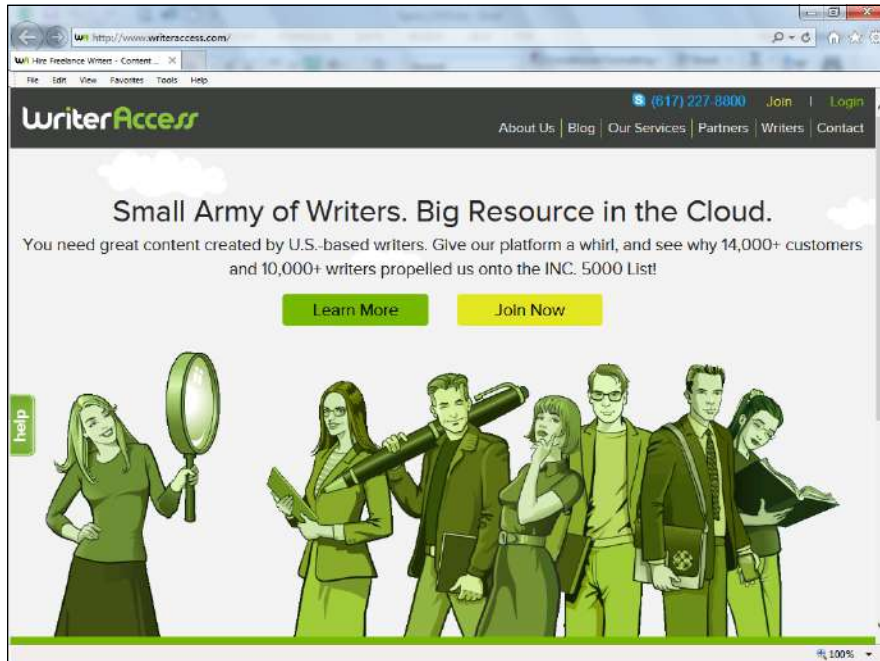 http://www.writeraccess.com/
Hire Freelance Writers - Content ...
File Edit View Favorites Tools Help
(617) 227-8800 Join | Login
WriterAccess
About Us | Blog | Our Services | Partners | Writers | Contact
Small Army of Writers. Big Resource in the Cloud.
You need great content created by U.S.-based writers. Give our platform a whirl, and see why 14,000+ customers
and 10,000+ writers propelled us onto the INC. 5000 List!
Learn More Join Now
help
100%